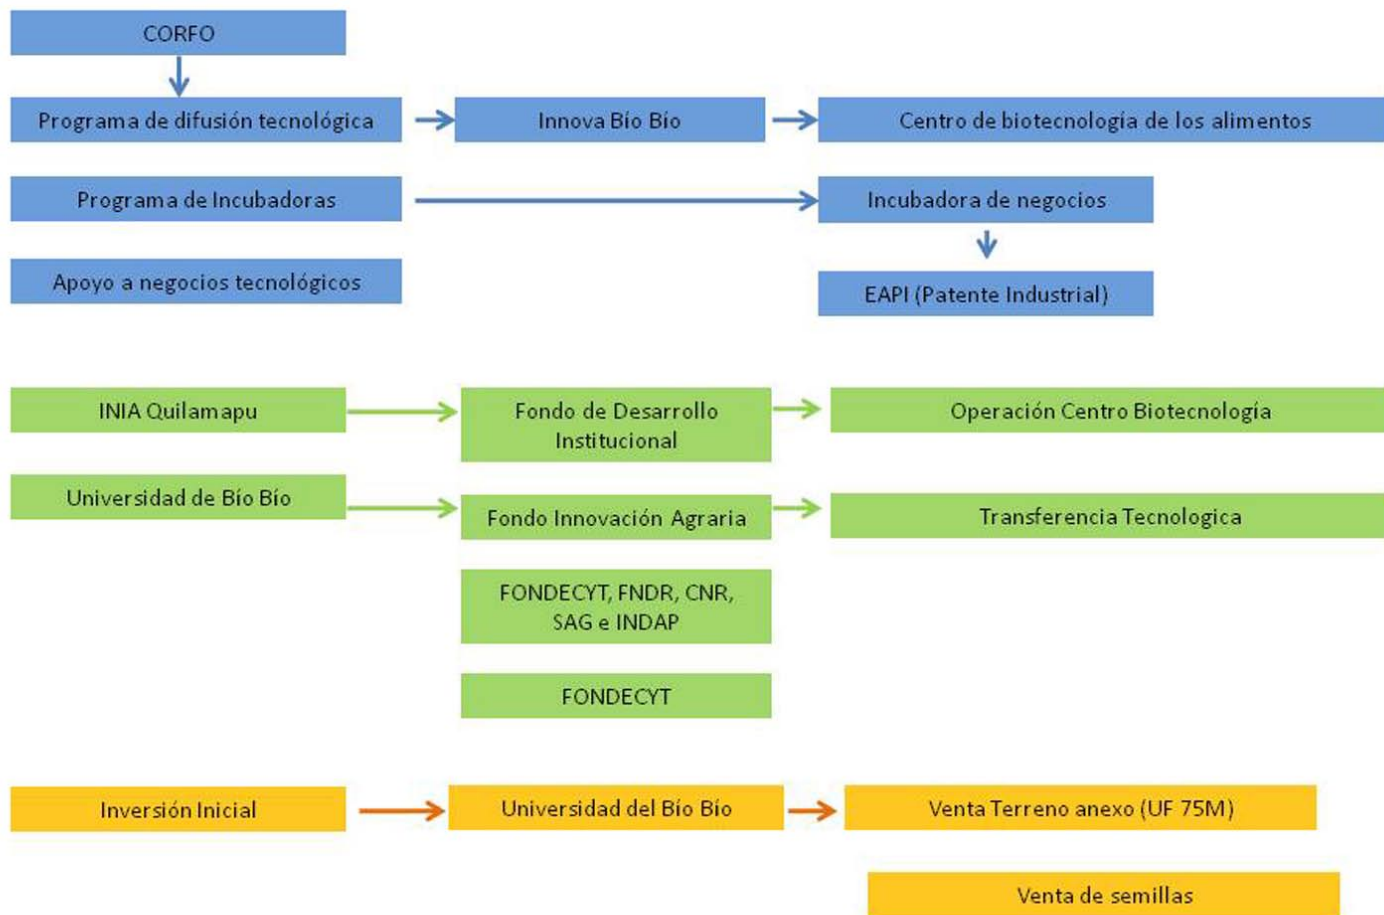 CORFO
Programa de difusión tecnológica
Innova Bío Bío
Centro de biotecnología de los alimentos
Programa de Incubadoras
Incubadora de negocios
Apoyo a negocios tecnológicos
EAPI (Patente Industrial)
INIA Quilamapu
Fondo de Desarrollo
Institucional
Operación Centro Biotecnología
Universidad de Bío Bío
Fondo Innovación Agraria
Transferencia Tecnologica
FONDECYT, FNDR, CNR,
SAG e INDAP
FONDECYT
Inversión Inicial
Universidad del Bío Bío
Venta Terreno anexo (UF 75M)
Venta de semillas